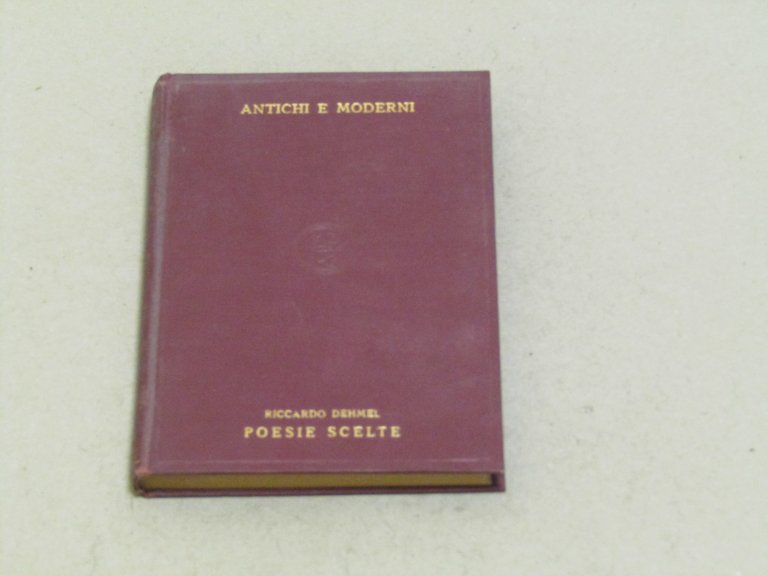 ANTICHI E MODERNI
RICCARDO DEHMEL
POESIE SCELTE